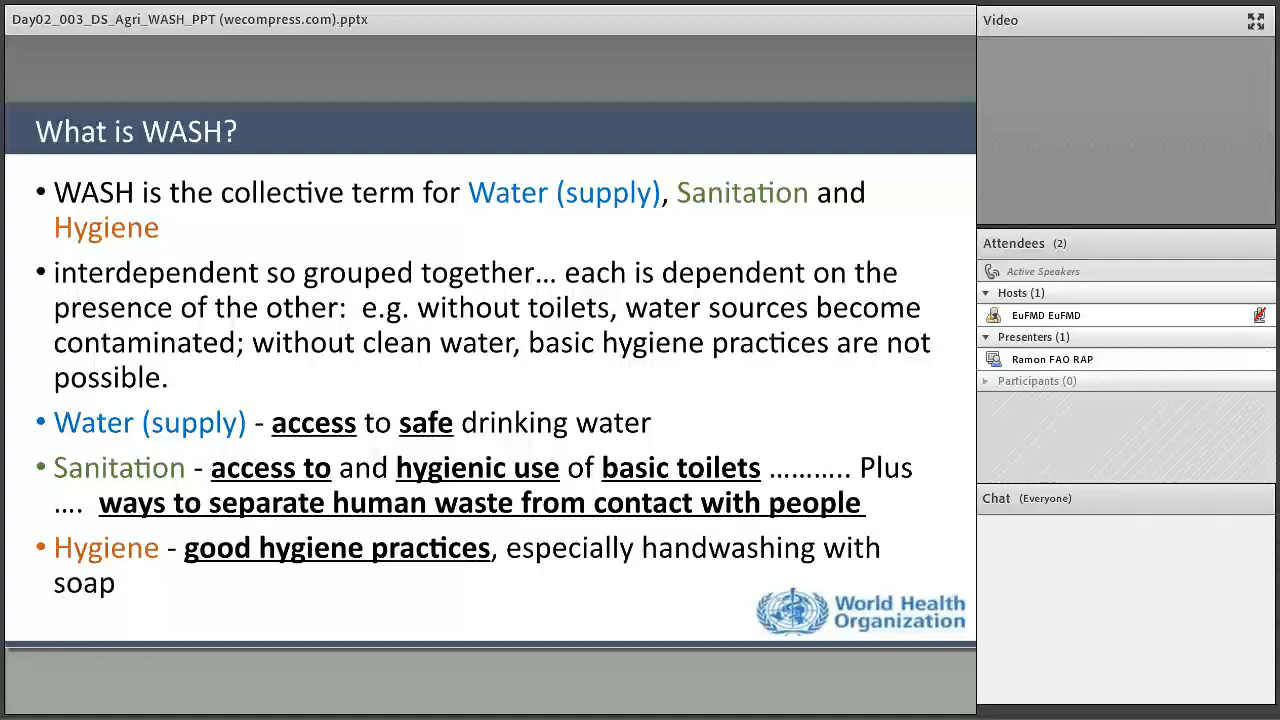 Day02_003_DS_Agri_WASH_PPT (wecompress.com).pptx
What is WASH?
• WASH is the collective term for Water (supply), Sanitation and
Hygiene
• interdependent so grouped together... each is dependent on the
presence of the other:  e.g. without toilets, water sources become
contaminated; without clean water, basic hygiene practices are not
possible.
• Water (supply) - access to safe drinking water
• Sanitation - access to and hygienic use of basic toilets ……….. Plus
…. ways to separate human waste from contact with people
• Hygiene - good hygiene practices, especially handwashing with
soap
World Health
Organization
Video
Attendees (2)
Active Speakers
Hosts (1)
EuFMD EuFMD
Presenters (1)
Ramon FAO RAP
Participants (0)
Chat (Everyone)